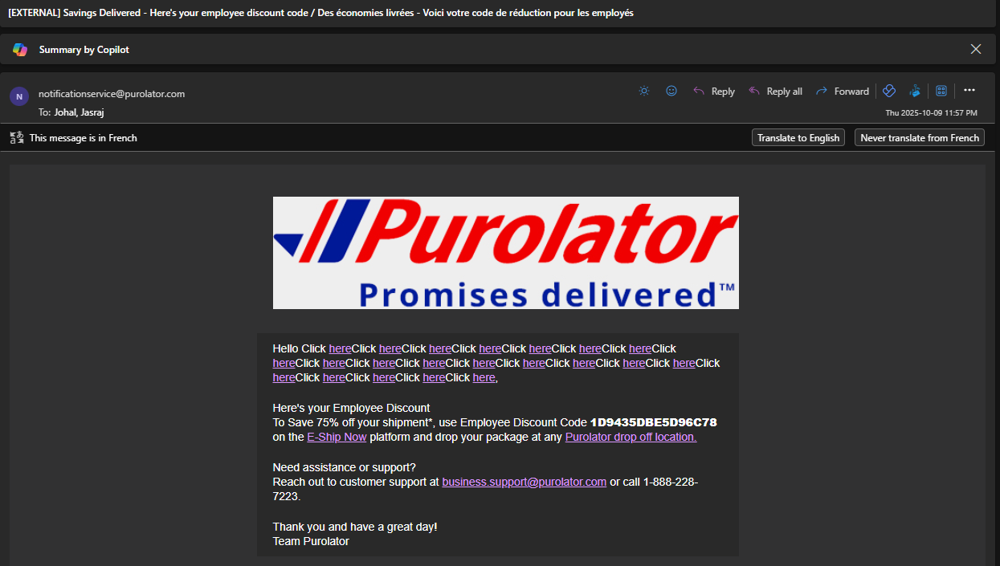 [EXTERNAL] Savings Delivered - Here's your employee discount code / Des économies livrées - Voici votre code de réduction pour les employés
Summary by Copilot
N
notificationservice@purolator.com
To: Johal, Jasraj
Reply
Reply all
Forward
Thu 2025-10-09 11:57 PM
This message is in French
Translate to English
Never translate from French
Purolator
Promises delivered™
Hello Click hereClick hereClick hereClick hereClick hereClick hereClick hereClick
hereClick hereClick hereClick hereClick hereClick hereClick hereClick hereClick hereClick
hereClick hereClick hereClick hereClick here,
Here's your Employee Discount
To Save 75% off your shipment*, use Employee Discount Code 1D9435DBE5D96C78
on the E-Ship Now platform and drop your package at any Purolator drop off location.
Need assistance or support?
Reach out to customer support at business.support@purolator.com or call 1-888-228-
7223.
Thank you and have a great day!
Team Purolator